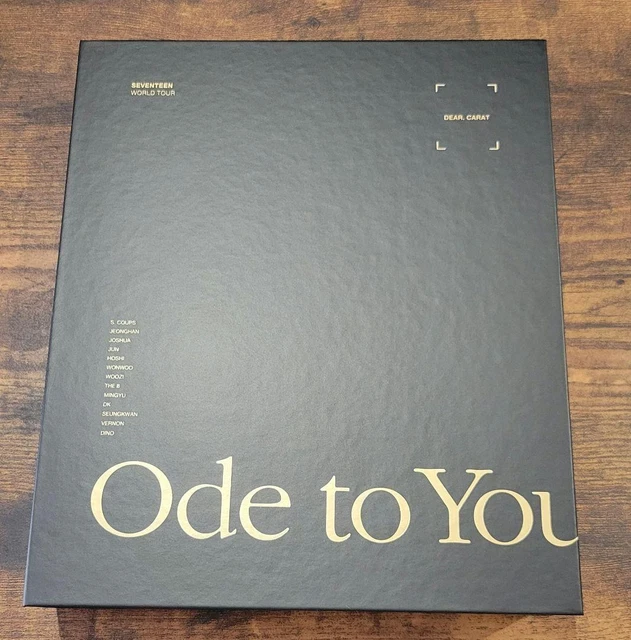 SEVENTEEN
WORLD TOUR
DEAR. CARAT
S. COUPS
JEONGHAN
JOSHUA
JUN
HOSHI
WONWOO
WOOZI
THE 8
MINGYU
DK
SEUNGKWAN
VERNON
DINO
Ode to You